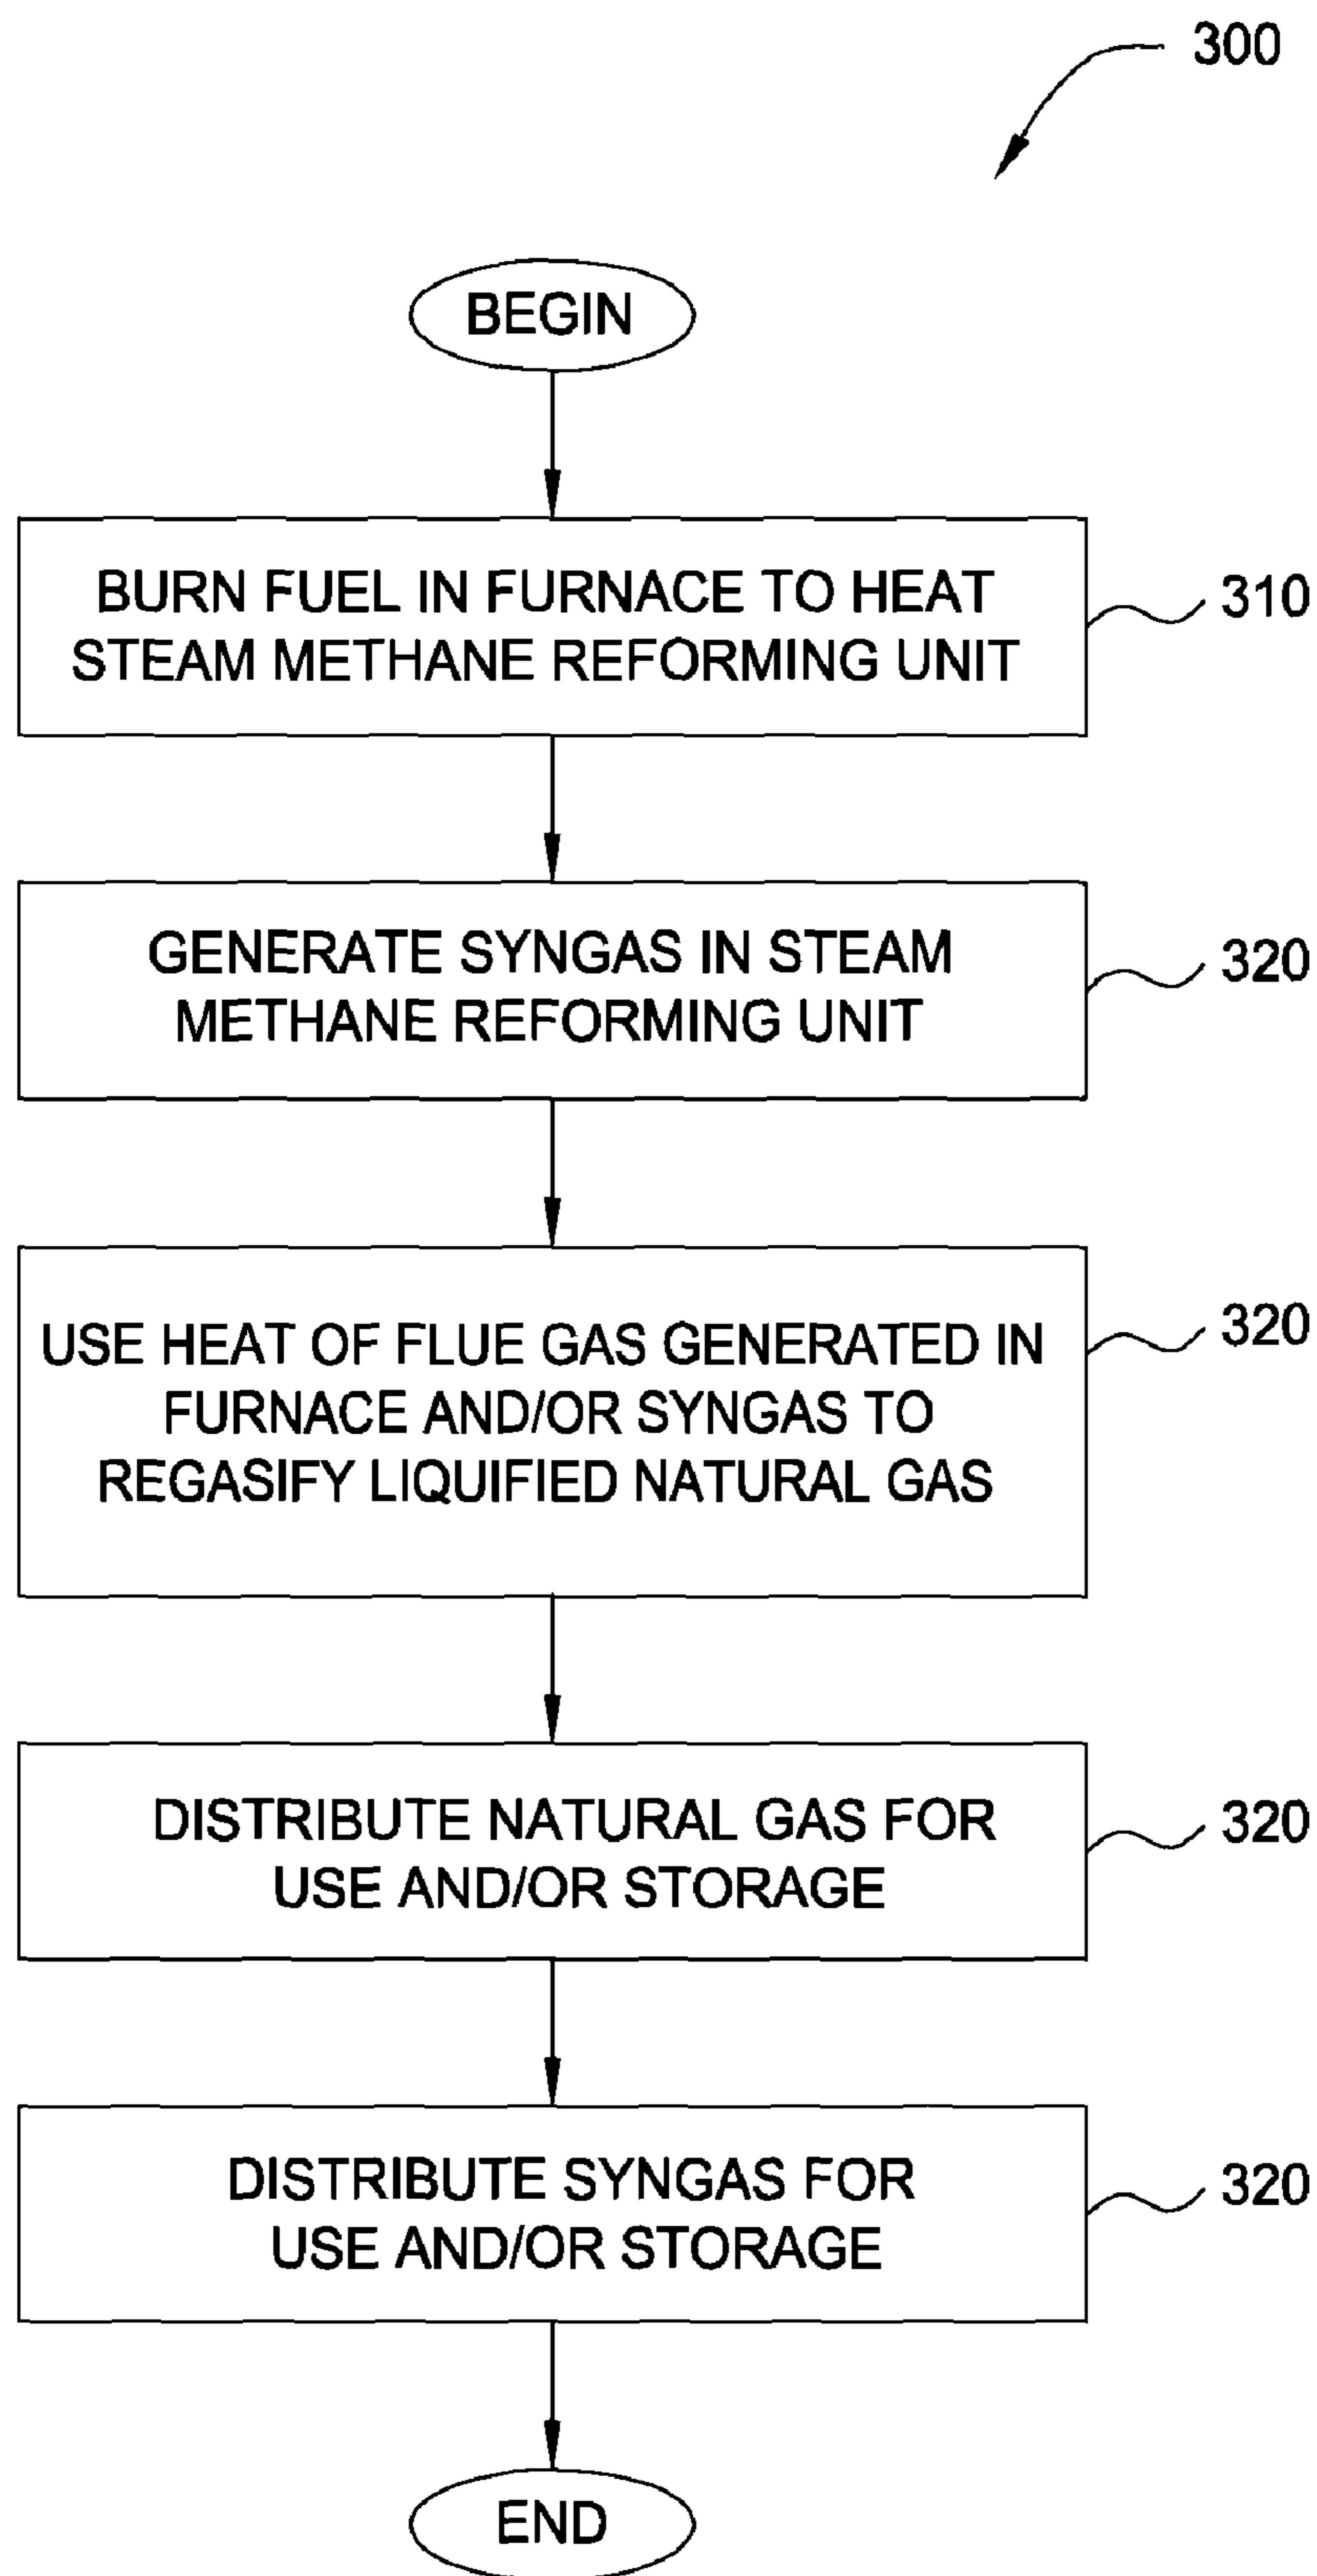 300
BEGIN
BURN FUEL IN FURNACE TO HEAT
STEAM METHANE REFORMING UNIT
310
GENERATE SYNGAS IN STEAM
METHANE REFORMING UNIT
320
USE HEAT OF FLUE GAS GENERATED IN
FURNACE AND/OR SYNGAS TO
REGASIFY LIQUIFIED NATURAL GAS
320
DISTRIBUTE NATURAL GAS FOR
USE AND/OR STORAGE
320
DISTRIBUTE SYNGAS FOR
USE AND/OR STORAGE
320
END